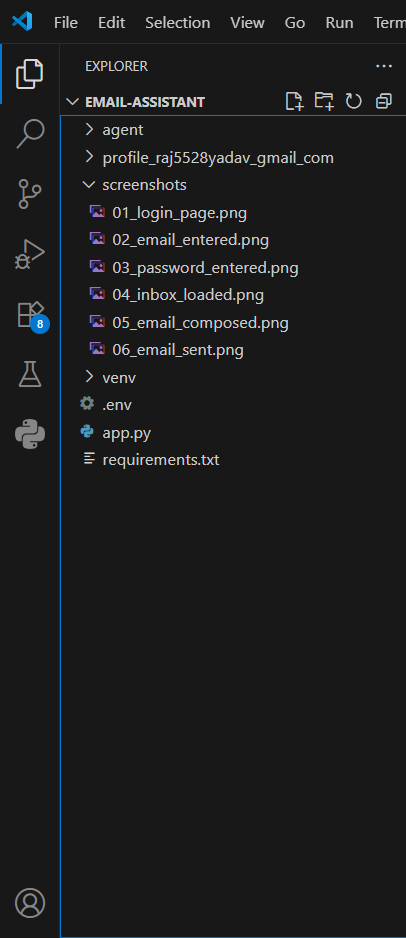 File Edit Selection View Go Run Term
EXPLORER
EMAIL-ASSISTANT
agent
profile_raj5528yadav_gmail_com
screenshots
01_login_page.png
02_email_entered.png
03_password_entered.png
04_inbox_loaded.png
05_email_composed.png
06_email_sent.png
8
venv
.env
app.py
requirements.txt